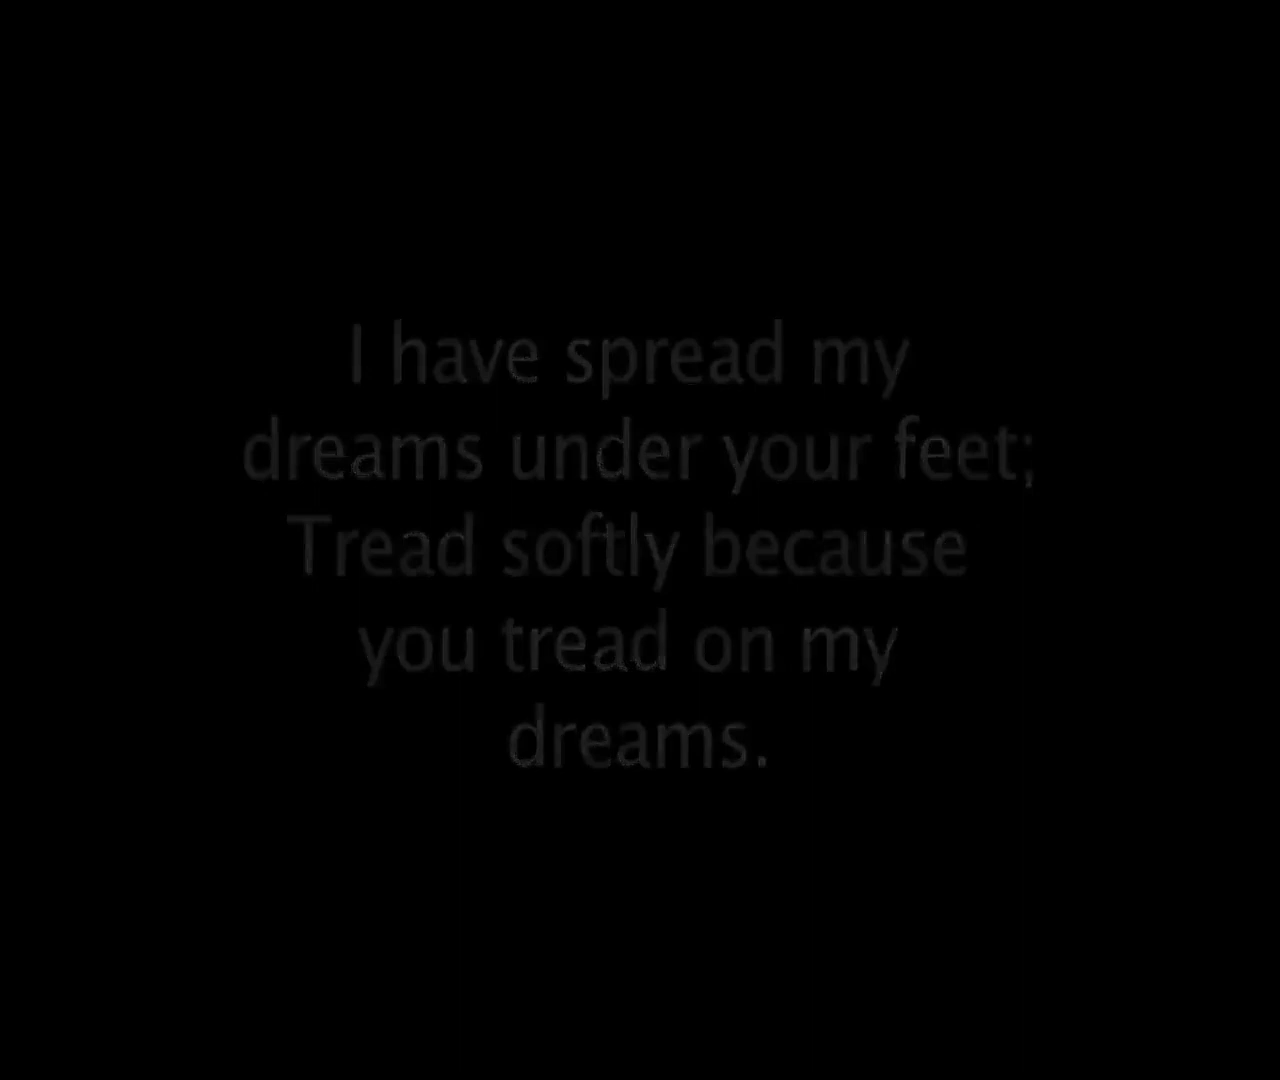 I have spread my
dreams under your feet;
Tread softly because
you tread on my
dreams.